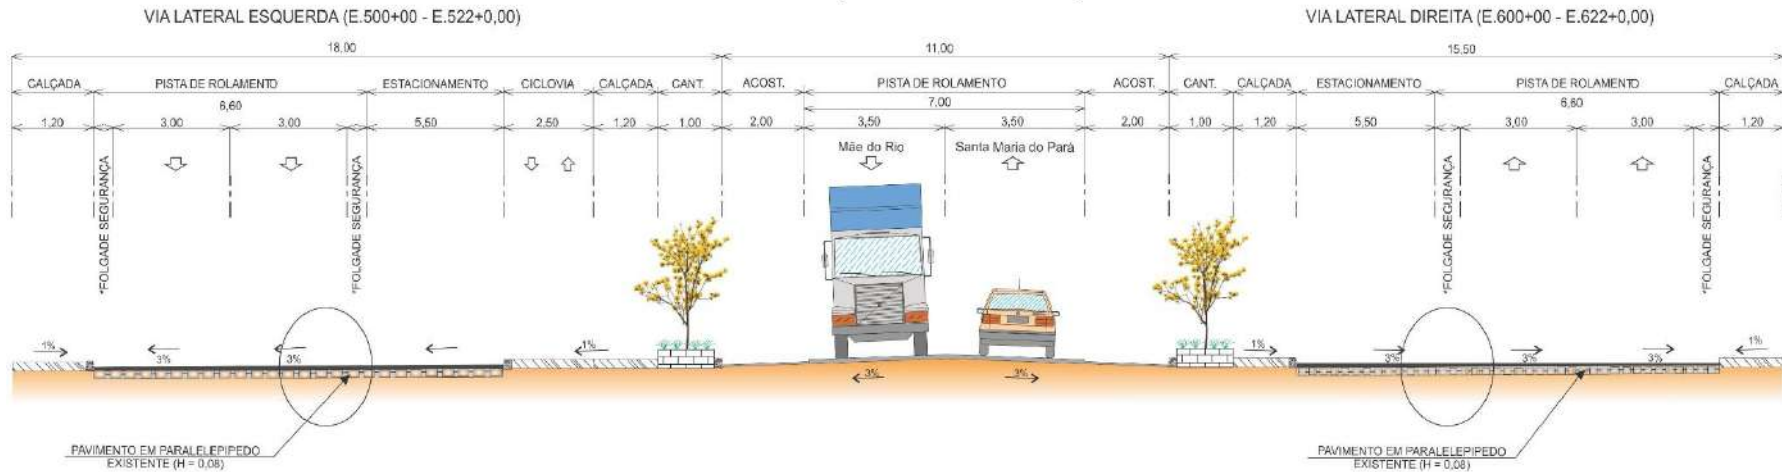 VIA LATERAL ESQUERDA (E.500+00 - E.522+0,00)
VIA LATERAL DIREITA (E.600+00 - E.622+0,00)
18,00
11,00
15,50
CALÇADA
PISTA DE ROLAMENTO
ESTACIONAMENTO
CICLOVIA
CALÇADA
CANT.
ACOST.
PISTA DE ROLAMENTO
ACOST.
CANT.
CALÇADA
ESTACIONAMENTO
PISTA DE ROLAMENTO
CALÇADA
6,60
7,00
6,60
1,20
3,00
3,00
5,50
2,50
1,20
1,00
2,00
3,50
3,50
2,00
1,00
1,20
5,50
3,00
3,00
1,20
Mãe do Rio
Santa Maria do Pará
*FOLGADE SEGURANÇA
*FOLGADE SEGURANÇA
*FOLGADE SEGURANÇA
*FOLGADE SEGURANÇA
1%
3%
3%
1%
3%
3%
1%
3%
3%
3%
1%
PAVIMENTO EM PARALELEPIPEDO
EXISTENTE (H = 0,08)
PAVIMENTO EM PARALELEPIPEDO
EXISTENTE (H = 0,08)